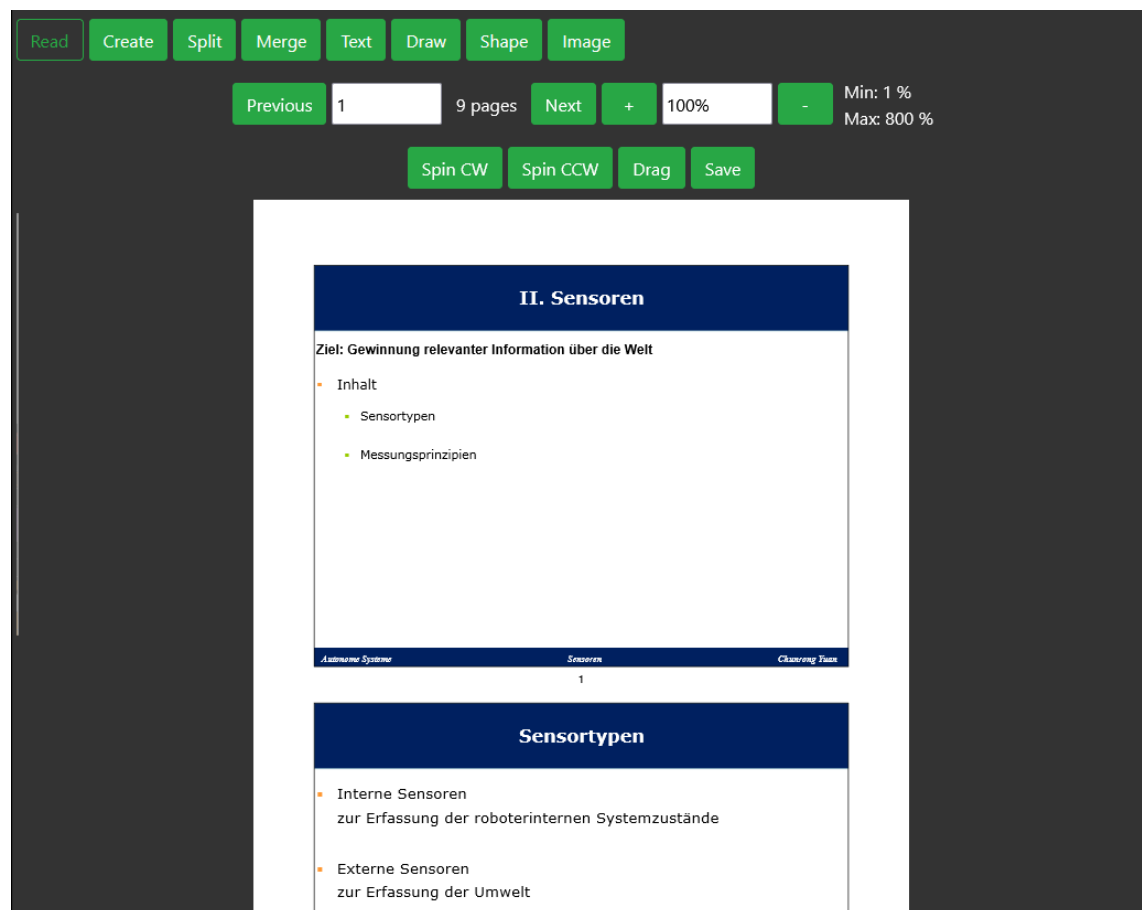 Read Create Split Merge Text Draw Shape Image
Previous 1 9 pages Next + 100% - Min: 1 %
Max: 800 %
Spin CW Spin CCW Drag Save
II. Sensoren
Ziel: Gewinnung relevanter Information über die Welt
Inhalt
Sensortypen
Messungsprinzipien
Autonome Systeme Sensoren Chunrong Yuan
1
Sensortypen
Interne Sensoren
zur Erfassung der roboterinternen Systemzustände
Externe Sensoren
zur Erfassung der Umwelt